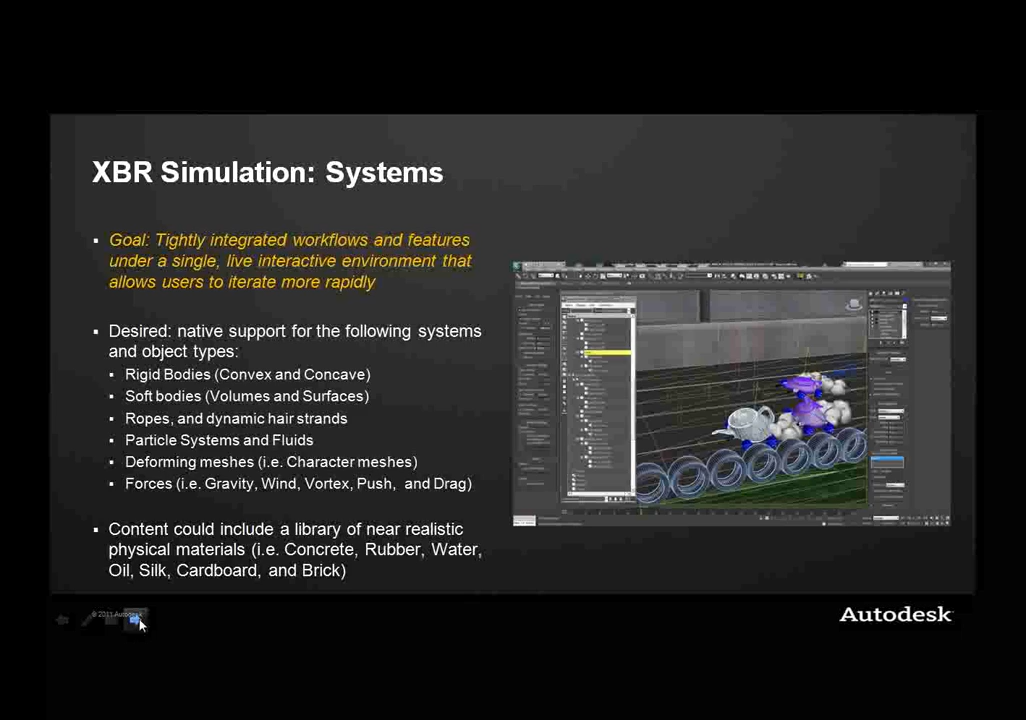 XBR Simulation: Systems
▪ Goal: Tightly integrated workflows and features
under a single, live interactive environment that
allows users to iterate more rapidly
▪ Desired: native support for the following systems
and object types:
▪ Rigid Bodies (Convex and Concave)
▪ Soft bodies (Volumes and Surfaces)
▪ Ropes, and dynamic hair strands
▪ Particle Systems and Fluids
▪ Deforming meshes (i.e. Character meshes)
▪ Forces (i.e. Gravity, Wind, Vortex, Push, and Drag)
▪ Content could include a library of near realistic
physical materials (i.e. Concrete, Rubber, Water,
Oil, Silk, Cardboard, and Brick)
© 2011 Autodesk
Autodesk